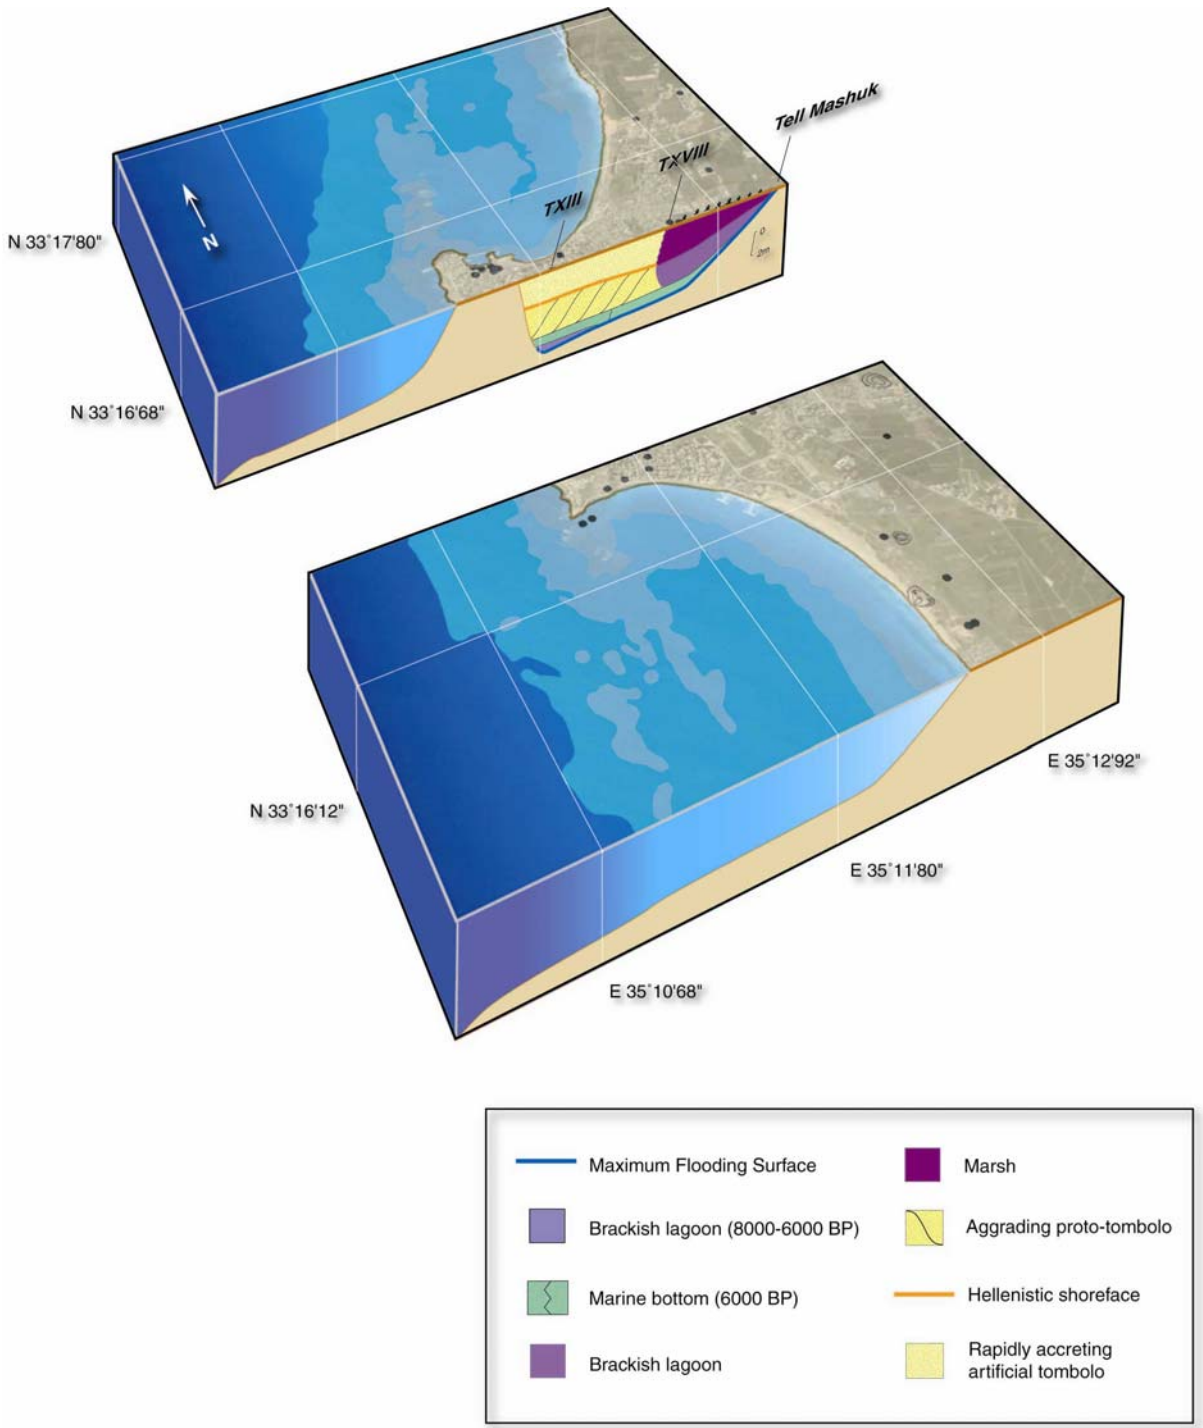 Tell Mashuk
TXVIII
TXIII
N
0
2m
N 33°17'80"
N 33°16'68"
N 33°16'12"
E 35°12'92"
E 35°11'80"
E 35°10'68"
Maximum Flooding Surface
Brackish lagoon (8000-6000 BP)
Marine bottom (6000 BP)
Brackish lagoon
Marsh
Aggrading proto-tombolo
Hellenistic shoreface
Rapidly accreting
artificial tombolo